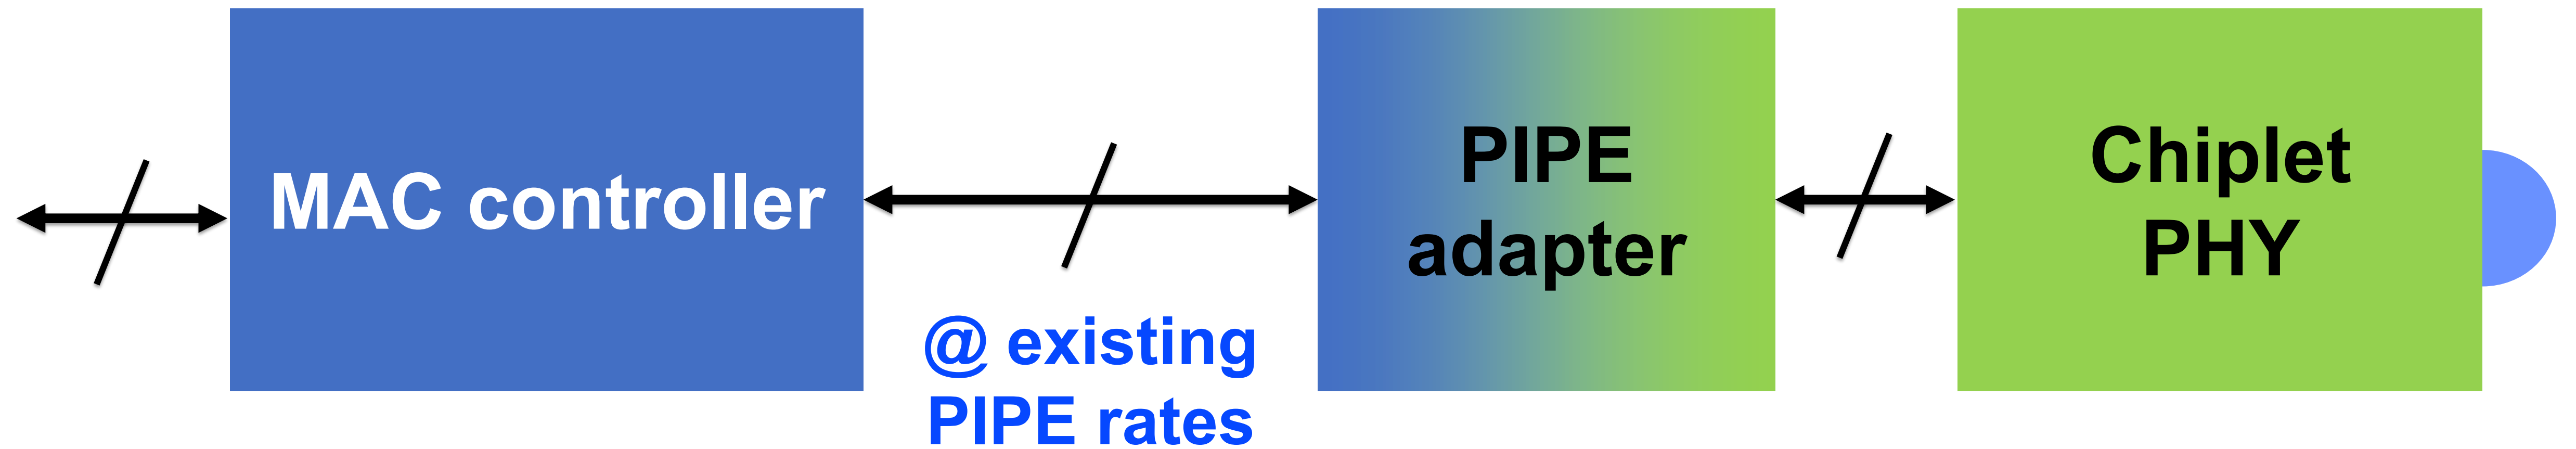 MAC controller
@ existing
PIPE rates
PIPE
adapter
Chiplet
PHY